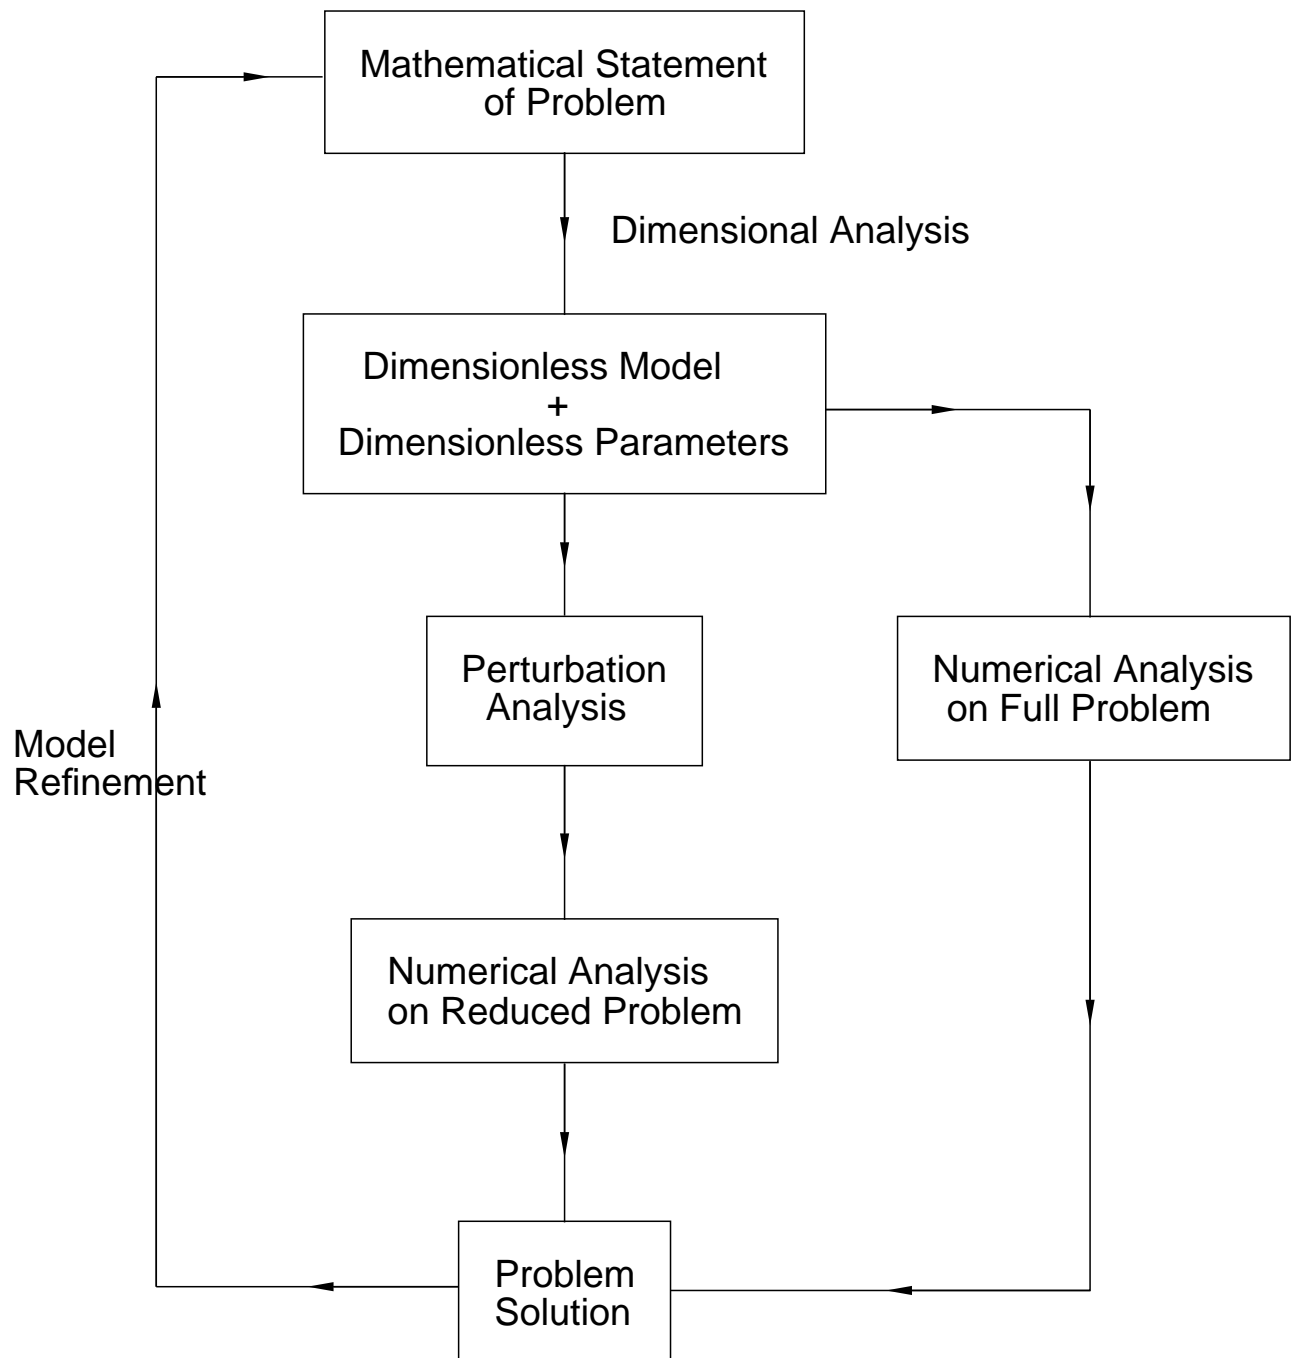 Mathematical Statement
of Problem
Dimensional Analysis
Dimensionless Model
+
Dimensionless Parameters
Perturbation
Analysis
Numerical Analysis
on Full Problem
Model
Refinement
Numerical Analysis
on Reduced Problem
Problem
Solution